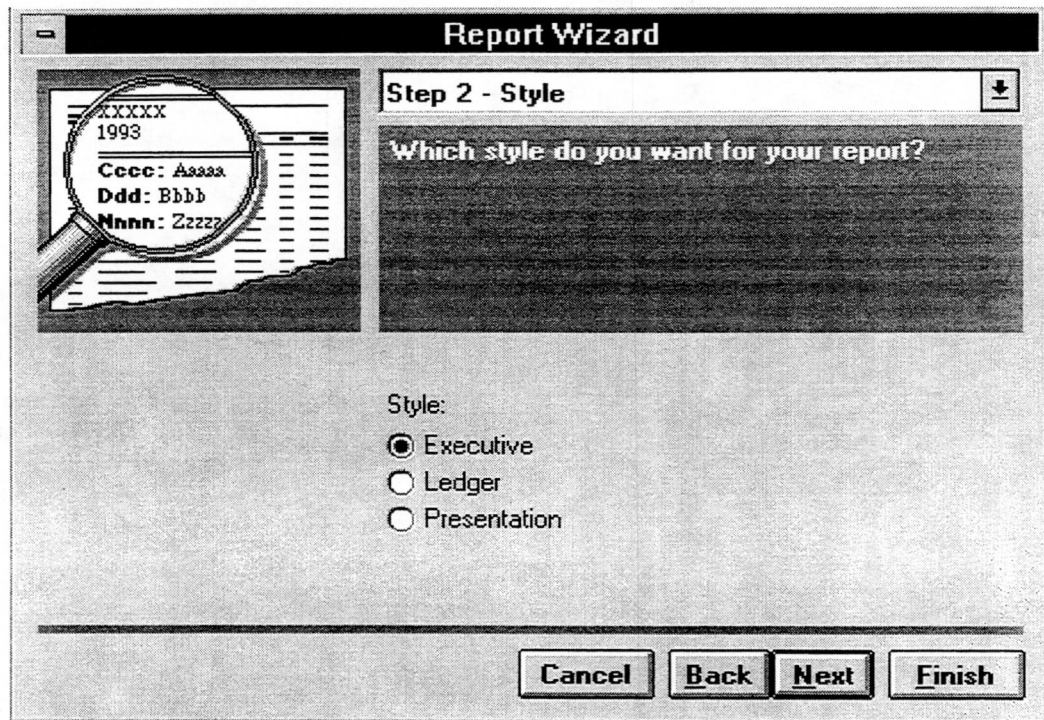 Report Wizard
Step 2 - Style
XXXXX
1993
Cccc: Aaaaa
Ddd: Bbbb
Nnnn: Zzzzz
Which style do you want for your report?
Style:
Executive
Ledger
Presentation
Cancel Back Next Finish